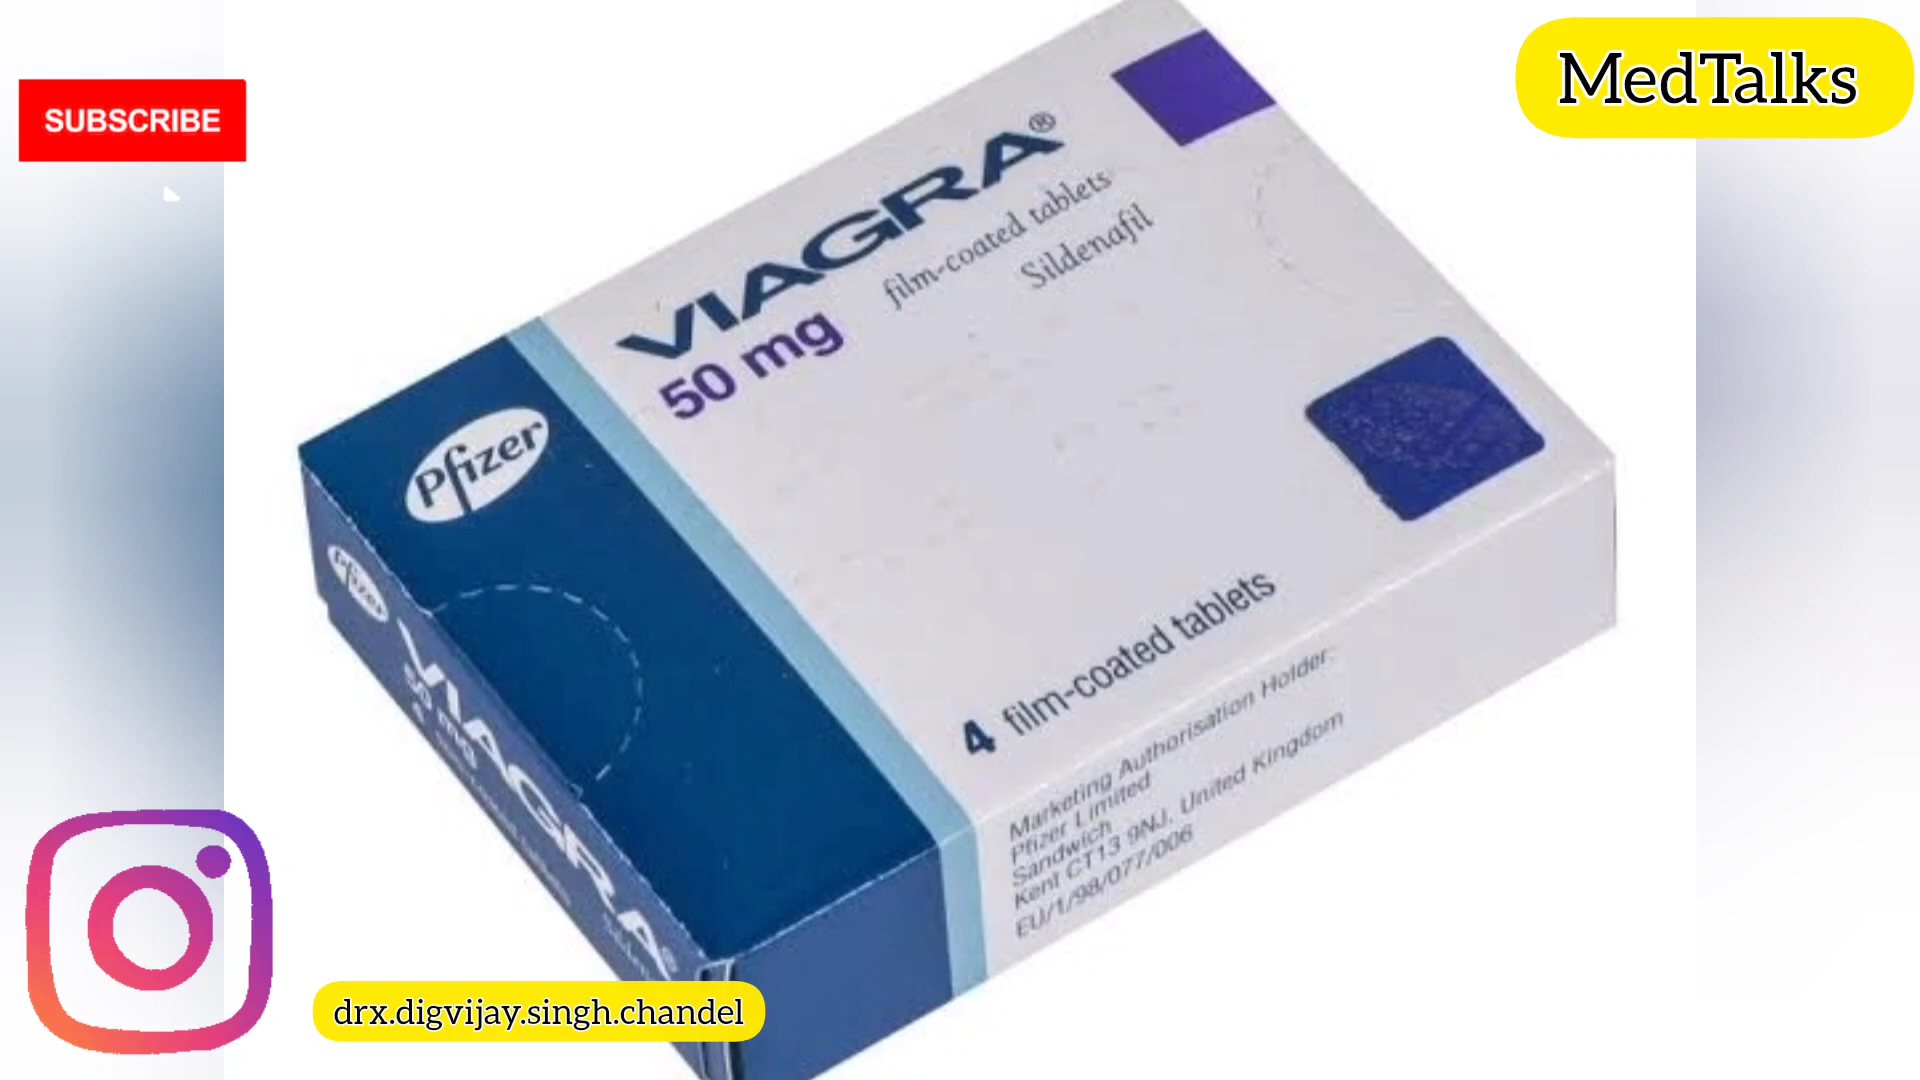 SUBSCRIBE
MedTalks
VIAGRA®
50 mg
film-coated tablets
Sildenafil
Pfizer
4 film-coated tablets
Marketing Authorisation Holder:
Pfizer Limited
Sandwich
Kent CT13 9NJ, United Kingdom
EU/1/98/077/006
Pfizer
VIAGRA®
50 mg
drx.digvijay.singh.chandel